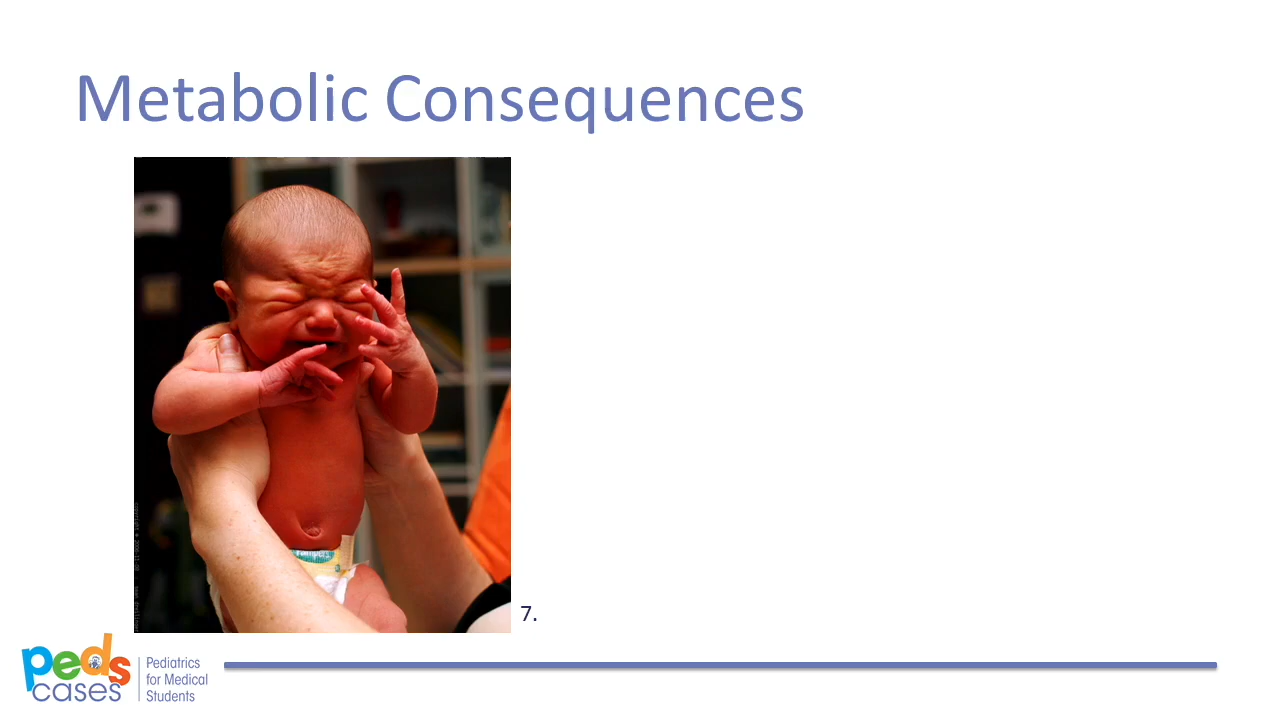 Metabolic Consequences
7.
peds
cases
Pediatrics
for Medical
Students